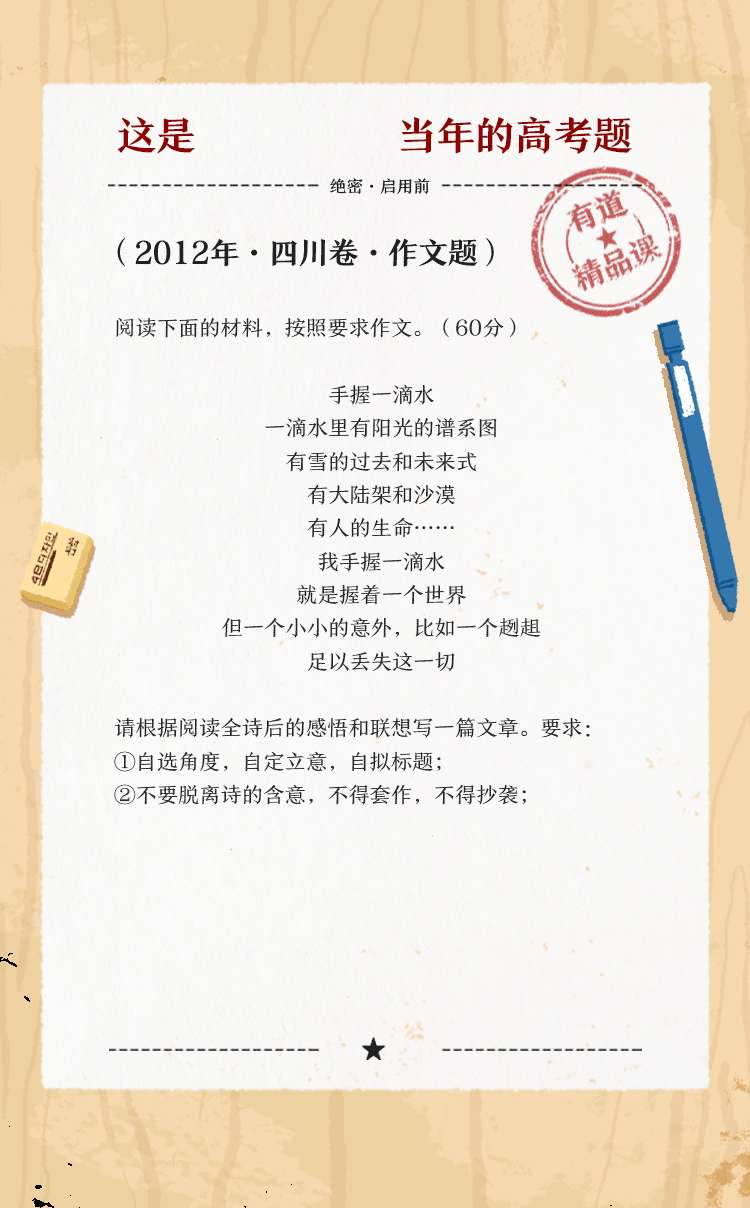 这是 当年的高考题
绝密·启用前
有道
精品课
（2012年·四川卷·作文题）
阅读下面的材料，按照要求作文。（60分）
手握一滴水
一滴水里有阳光的谱系图
有雪的过去和未来式
有大陆架和沙漠
有人的生命……
我手握一滴水
就是握着一个世界
但一个小小的意外，比如一个趔趄
足以丢失这一切
请根据阅读全诗后的感悟和联想写一篇文章。要求：
①自选角度，自定立意，自拟标题；
②不要脱离诗的含意，不得套作，不得抄袭；